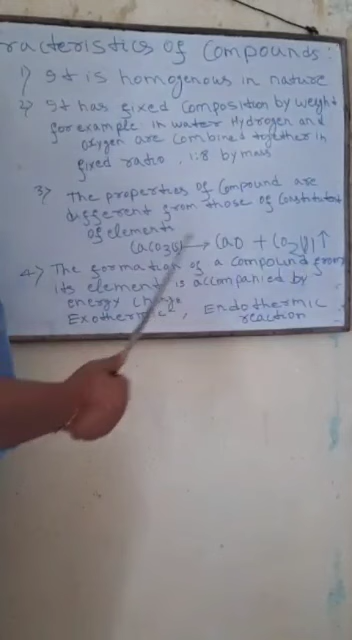 racteristics of Compounds:
1) It is homogenous in nature
2) It has fixed composition by weight
for example in water Hydrogen and
oxygen are combined together in
fixed ratio, 1:8 by mass
3) The properties of Compound are
different from those of Constituted
of elements
CaCO3(s) → CaO + CO2(g)↑
4) The formation of a compound from
its element is accompanied by
energy change
Endothermic
reaction